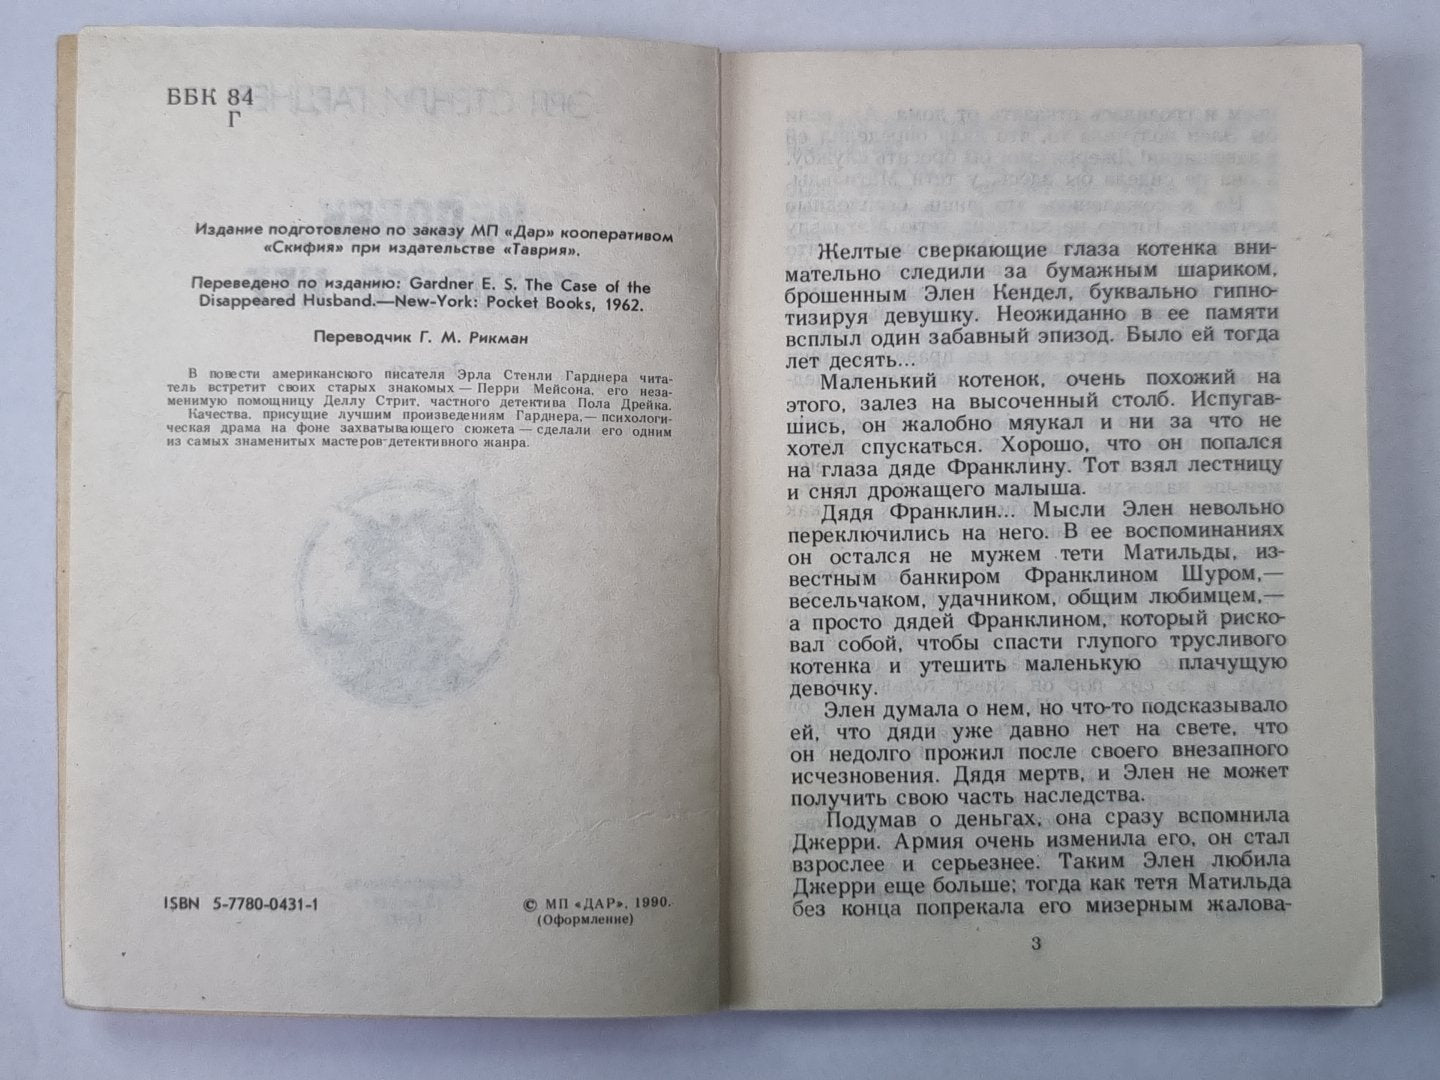 ББК 84
Г
Издание подготовлено по заказу МП «Дар» кооперативом
«Скифия» при издательстве «Таврия».
Переведено по изданию: Gardner E. S. The Case of the
Disappeared Husband.—New-York: Pocket Books, 1962.
Переводчик Г. М. Рикман
В повести американского писателя Эрла Стенли Гарднера чита-
тель встретит своих старых знакомых — Перри Мейсона, его неза-
менимую помощницу Деллу Стрит, частного детектива Пола Дрейка.
Качества, присущие лучшим произведениям Гарднера,— психологи-
ческая драма на фоне захватывающего сюжета — сделали его одним
из самых знаменитых мастеров детективного жанра.
ISBN 5-7780-0431-1
© МП «ДАР», 1990.
(Оформление)
Желтые сверкающие глаза котенка вни-
мательно следили за бумажным шариком,
брошенным Элен Кендел, буквально гипно-
тизируя девушку. Неожиданно в ее памяти
всплыл один забавный эпизод. Было ей тогда
лет десять...
Маленький котенок, очень похожий на
этого, залез на высоченный столб. Испугав-
шись, он жалобно мяукал и ни за что не
хотел спускаться. Хорошо, что он попался
на глаза дяде Франклину. Тот взял лестницу
и снял дрожащего малыша.
Дядя Франклин... Мысли Элен невольно
переключились на него. В ее воспоминаниях
он остался не мужем тети Матильды, из-
вестным банкиром Франклином Шуром,—
весельчаком, удачником, общим любимцем,—
а просто дядей Франклином, который риско-
вал собой, чтобы спасти глупого трусливого
котенка и утешить маленькую плачущую
девочку.
Элен думала о нем, но что-то подсказывало
ей, что дяди уже давно нет на свете, что
он недолго прожил после своего внезапного
исчезновения. Дядя мертв, и Элен не может
получить свою часть наследства.
Подумав о деньгах, она сразу вспомнила
Джерри. Армия очень изменила его, он стал
взрослее и серьезнее. Таким Элен любила
Джерри еще больше; тогда как тетя Матильда
без конца попрекала его мизерным жалова-
3